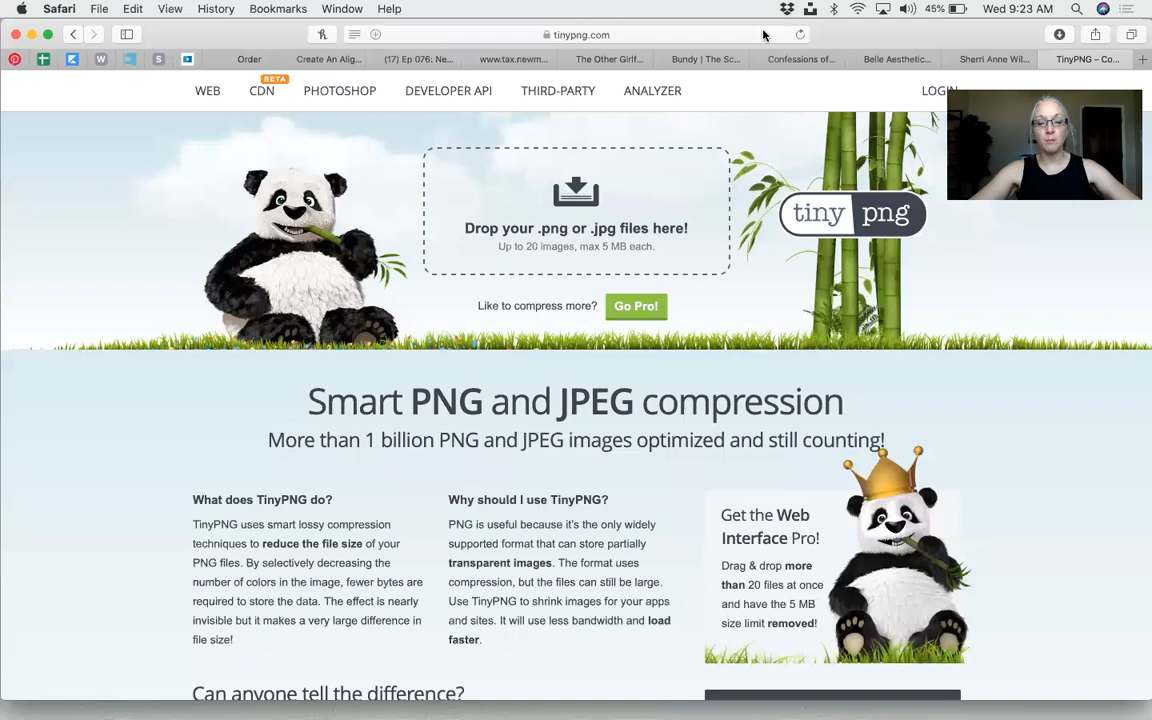 Safari File Edit View History Bookmarks Window Help 45% Wed 9:23 AM
tinypng.com
Order Create An Alig... (17) Ep 076: Ne... www.tax.newm... The Other Girlf... Bundy | The Sc... Confessions of... Belle Aesthetic... Sherri Anne Wil... TinyPNG – Co...
BETA
WEB CDN PHOTOSHOP DEVELOPER API THIRD-PARTY ANALYZER LOGIN
Drop your .png or .jpg files here!
Up to 20 images, max 5 MB each.
tiny png
Like to compress more? Go Pro!
Smart PNG and JPEG compression
More than 1 billion PNG and JPEG images optimized and still counting!
What does TinyPNG do?
TinyPNG uses smart lossy compression
techniques to reduce the file size of your
PNG files. By selectively decreasing the
number of colors in the image, fewer bytes are
required to store the data. The effect is nearly
invisible but it makes a very large difference in
file size!
Why should I use TinyPNG?
PNG is useful because it's the only widely
supported format that can store partially
transparent images. The format uses
compression, but the files can still be large.
Use TinyPNG to shrink images for your apps
and sites. It will use less bandwidth and load
faster.
Get the Web
Interface Pro!
Drag & drop more
than 20 files at once
and have the 5 MB
size limit removed!
Can anyone tell the difference?